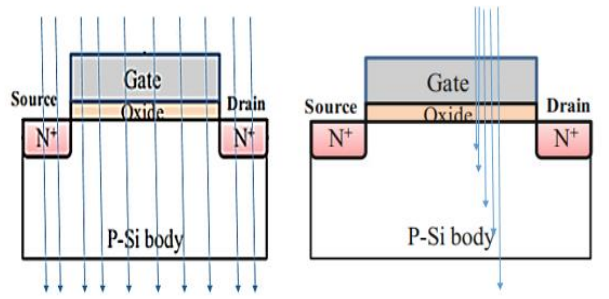 Gate
Source
Oxide
Drain
N+
N+
P-Si body
Gate
Source
Oxide
Drain
N+
N+
P-Si body